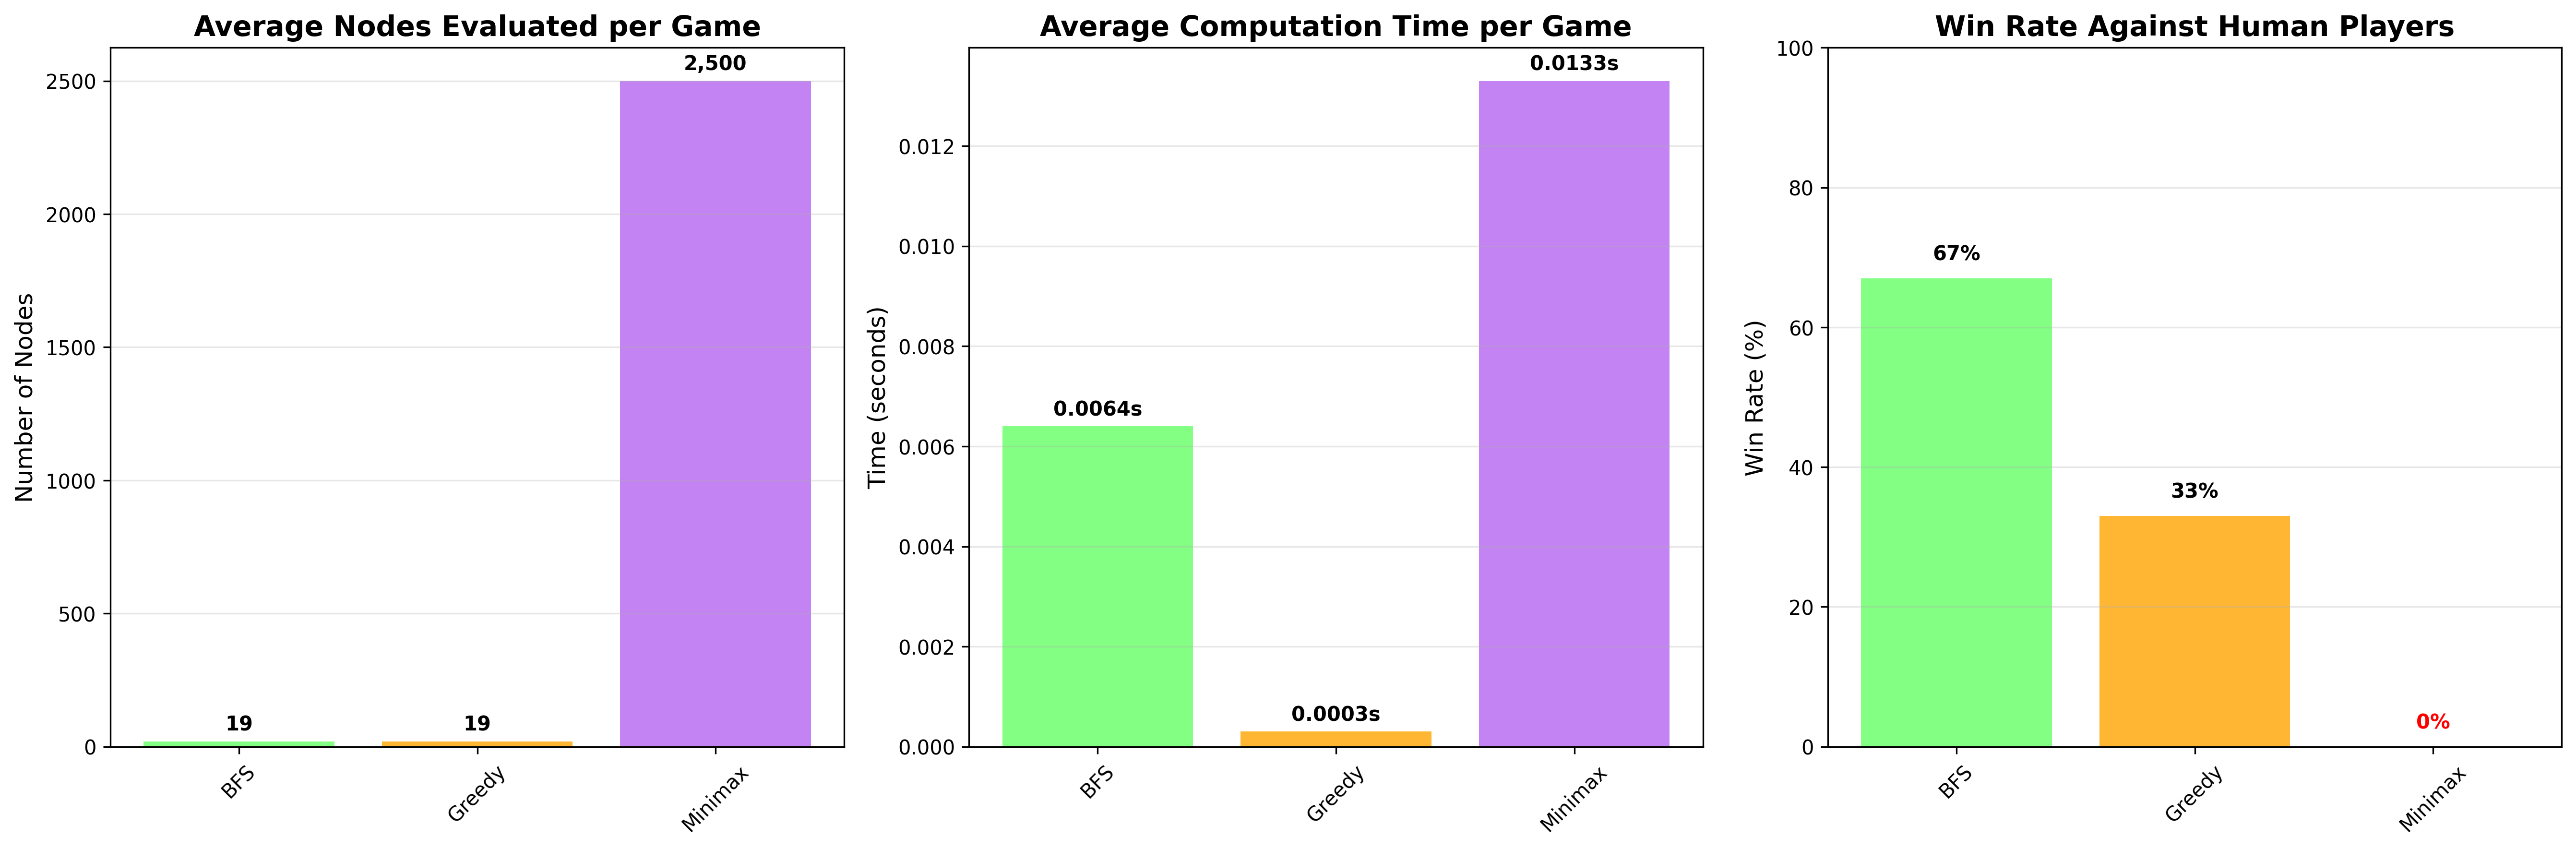 Average Nodes Evaluated per Game
Number of Nodes
2500
2000
1500
1000
500
0
2,500
19
19
BFS
Greedy
Minimax
Average Computation Time per Game
Time (seconds)
0.012
0.010
0.008
0.006
0.004
0.002
0.000
0.0133s
0.0064s
0.0003s
BFS
Greedy
Minimax
Win Rate Against Human Players
Win Rate (%)
100
80
60
40
20
0
67%
33%
0%
BFS
Greedy
Minimax